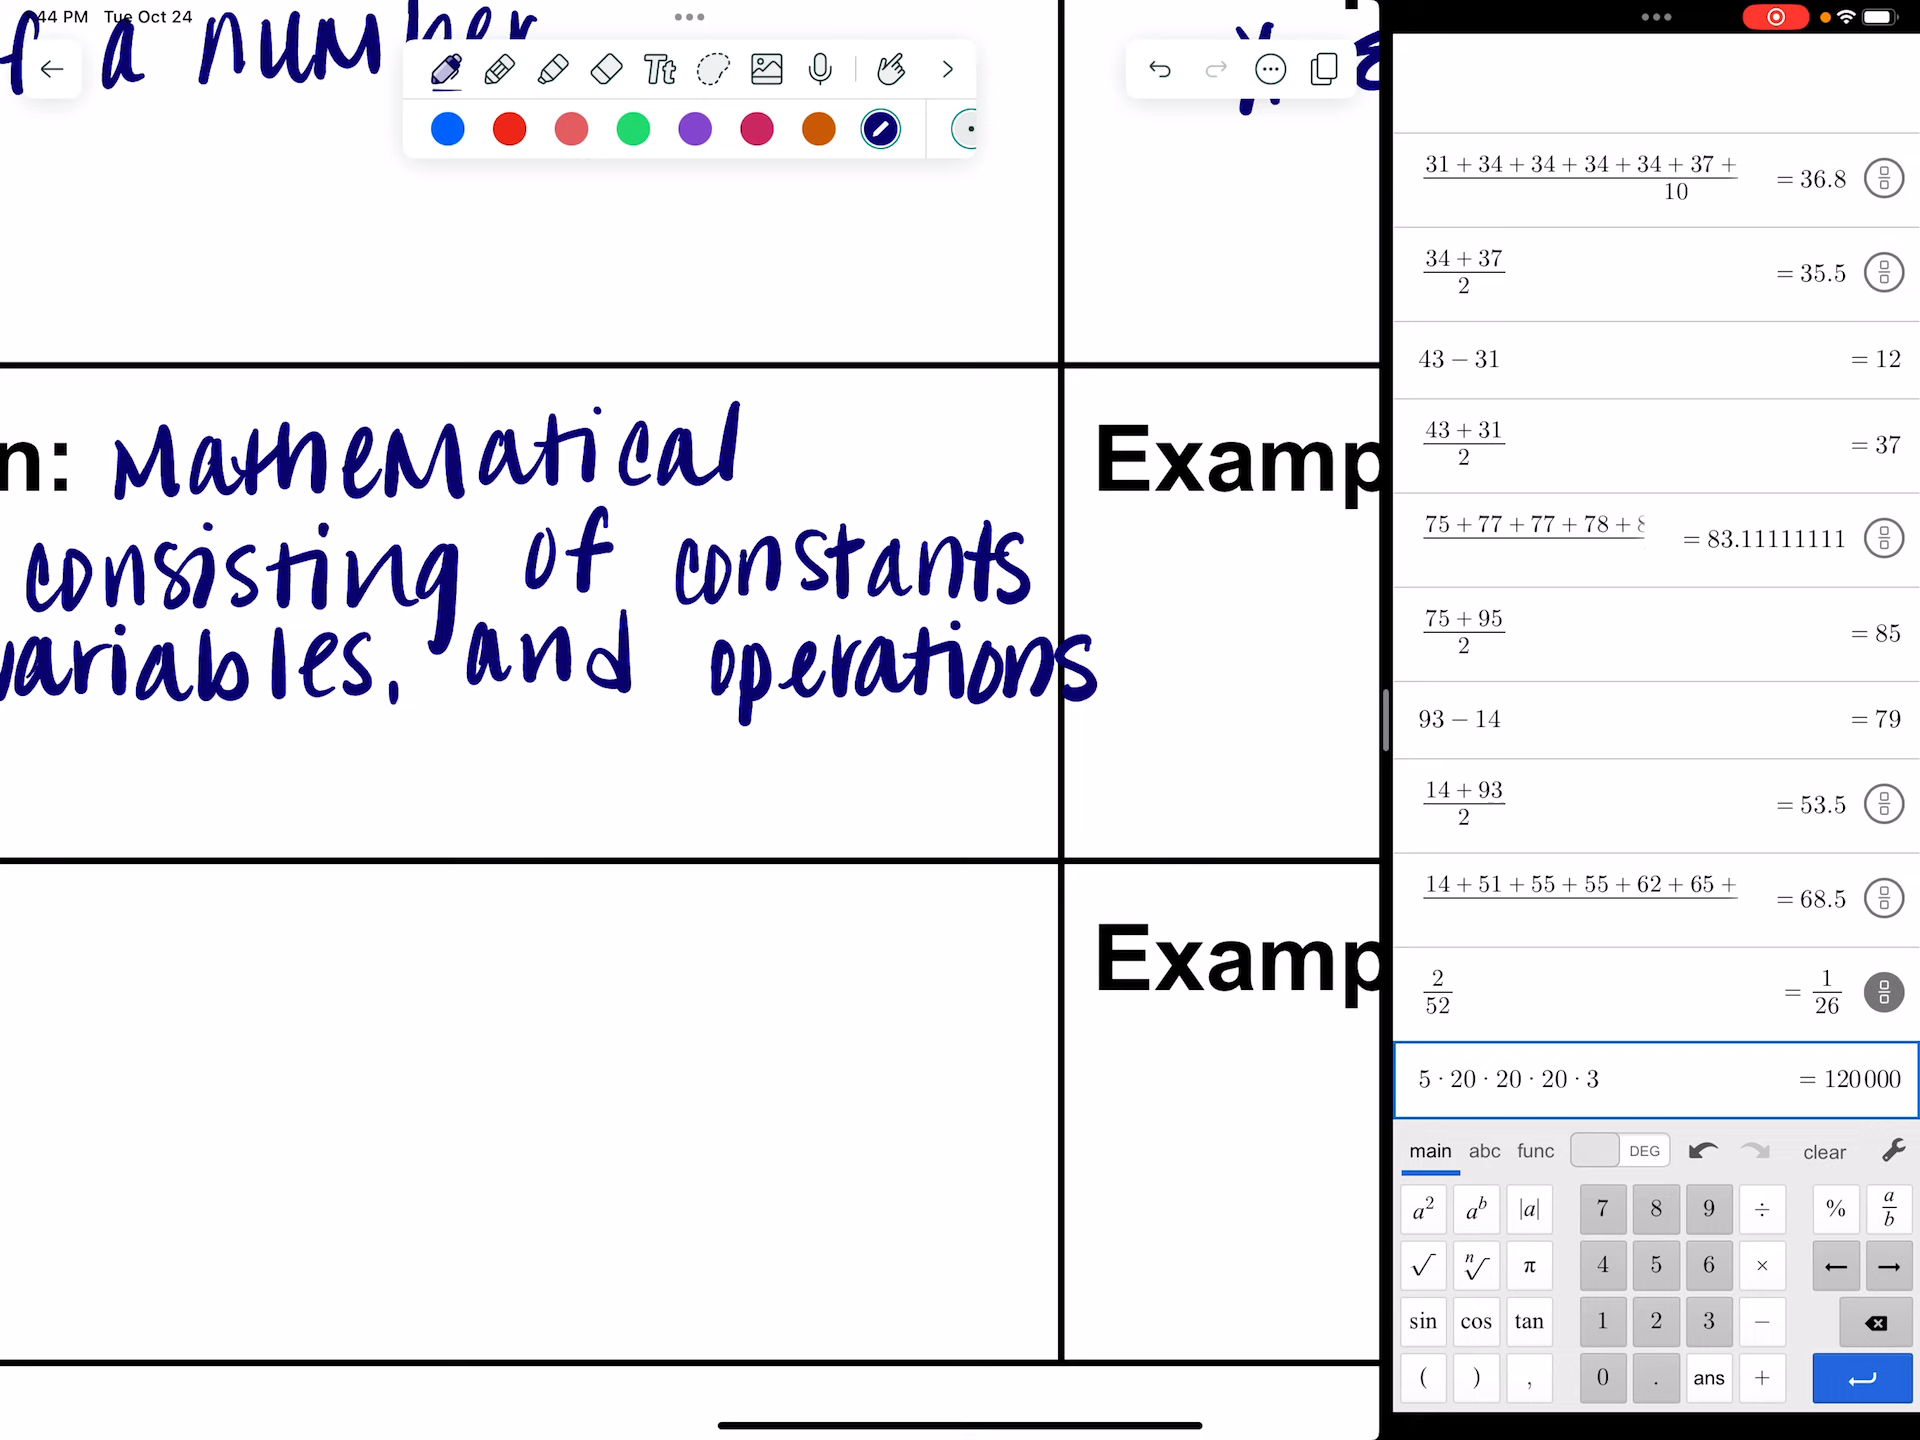 :44 PM Tue Oct 24
f a number
Tt
n: Mathematical
consisting of constants
variables, and operations
Examp
Examp
31 + 34 + 34 + 34 + 34 + 37 +
10
= 36.8
34 + 37
2
= 35.5
43 − 31 = 12
43 + 31
2
= 37
75 + 77 + 77 + 78 +
= 83.11111111
75 + 95
2
= 85
93 − 14 = 79
14 + 93
2
= 53.5
14 + 51 + 55 + 55 + 62 + 65 +
= 68.5
2
52
= 1
26
5 · 20 · 20 · 20 · 3 = 120000
main abc func DEG clear
a² aᵇ |a| 7 8 9 ÷ % a/b
√ ⁿ√ π 4 5 6 × ← →
sin cos tan 1 2 3 −
( ) , 0 . ans +